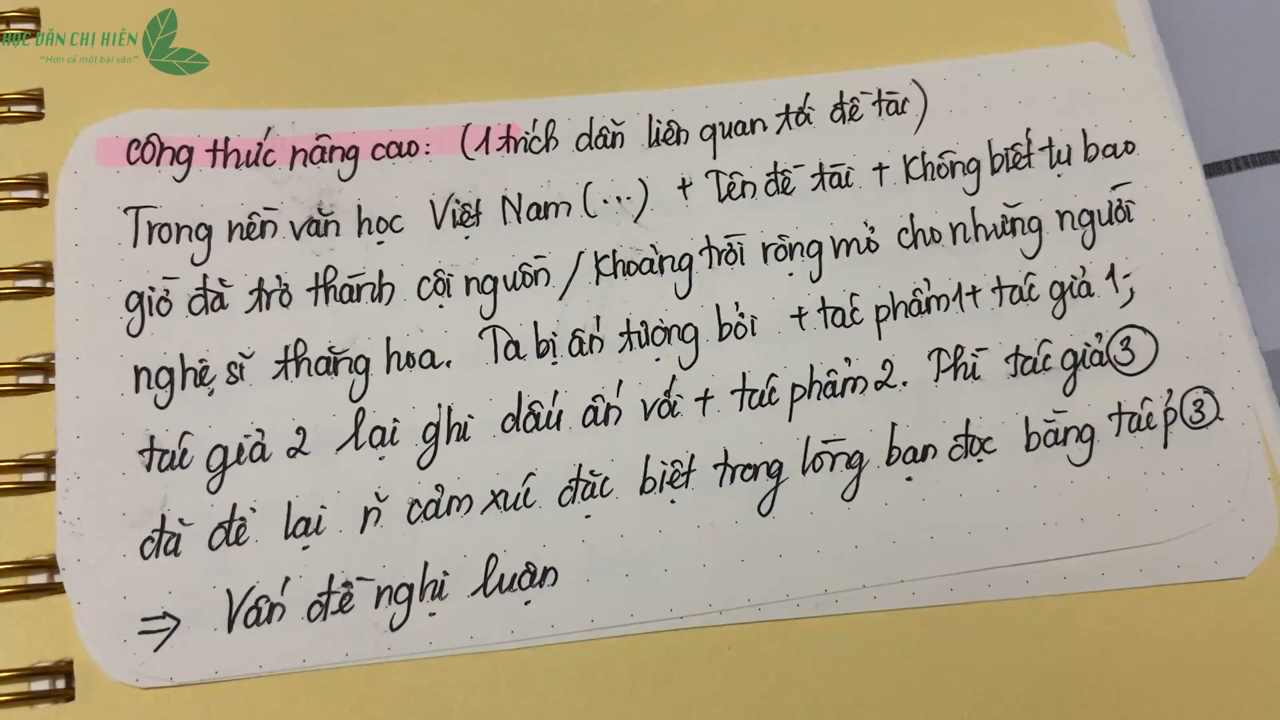 HỌC VĂN CHỊ HIÊN
"Hơn cả một bài văn"
công thức nâng cao: (1 trích dẫn liên quan tới đề tài)
Trong nền văn học Việt Nam (...) + Tên đề tài + Không biết tự bao
giờ đã trở thành cội nguồn / khoảng trời rộng mở cho những người
nghệ sĩ thăng hoa. Ta bị ấn tượng bởi + tác phẩm 1 + tác giả 1;
tác giả 2 lại ghi dấu ấn với + tác phẩm 2. Thì tác giả ③
đã để lại n~ cảm xúc đặc biệt trong lòng bạn đọc bằng tác p ③.
⇒ Vấn đề nghị luận